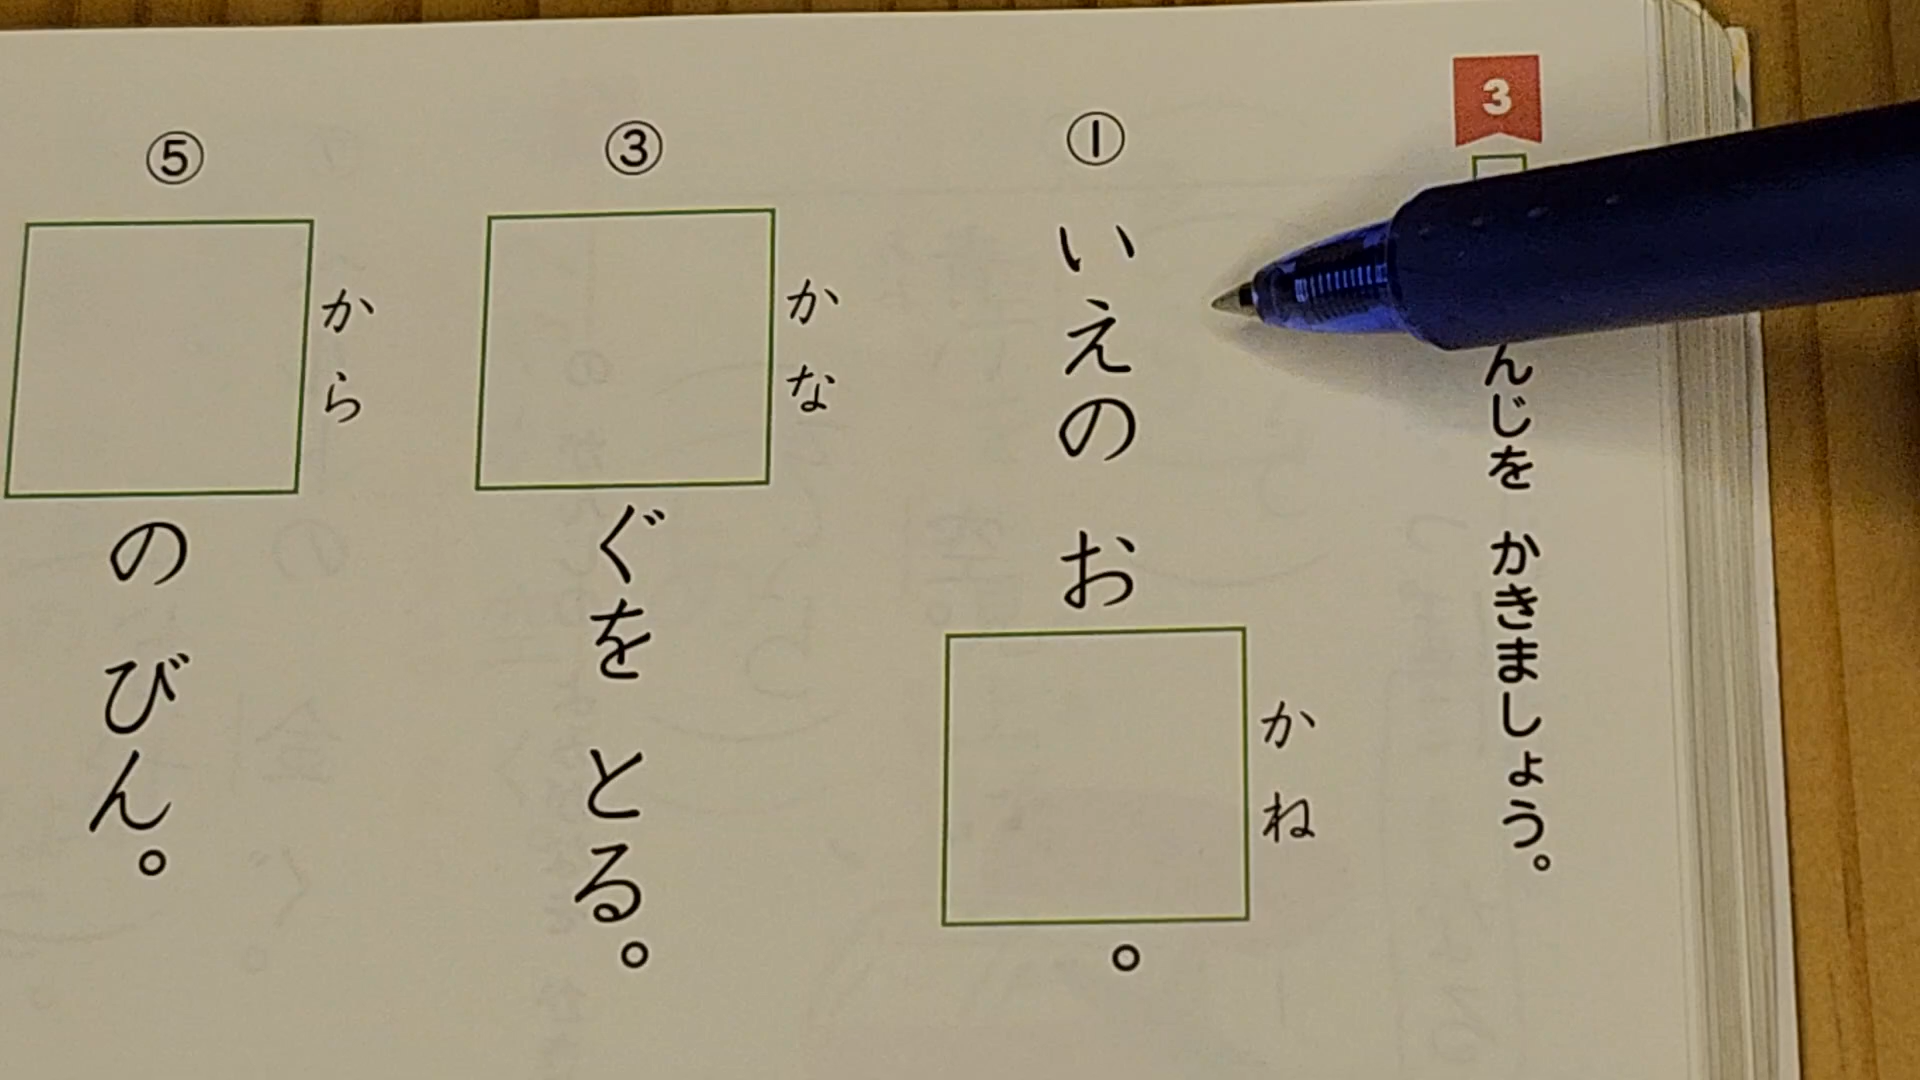 3
んじを かきましょう。
①
いえの お
かね
。
③
かな
ぐを とる。
⑤
から
の びん。